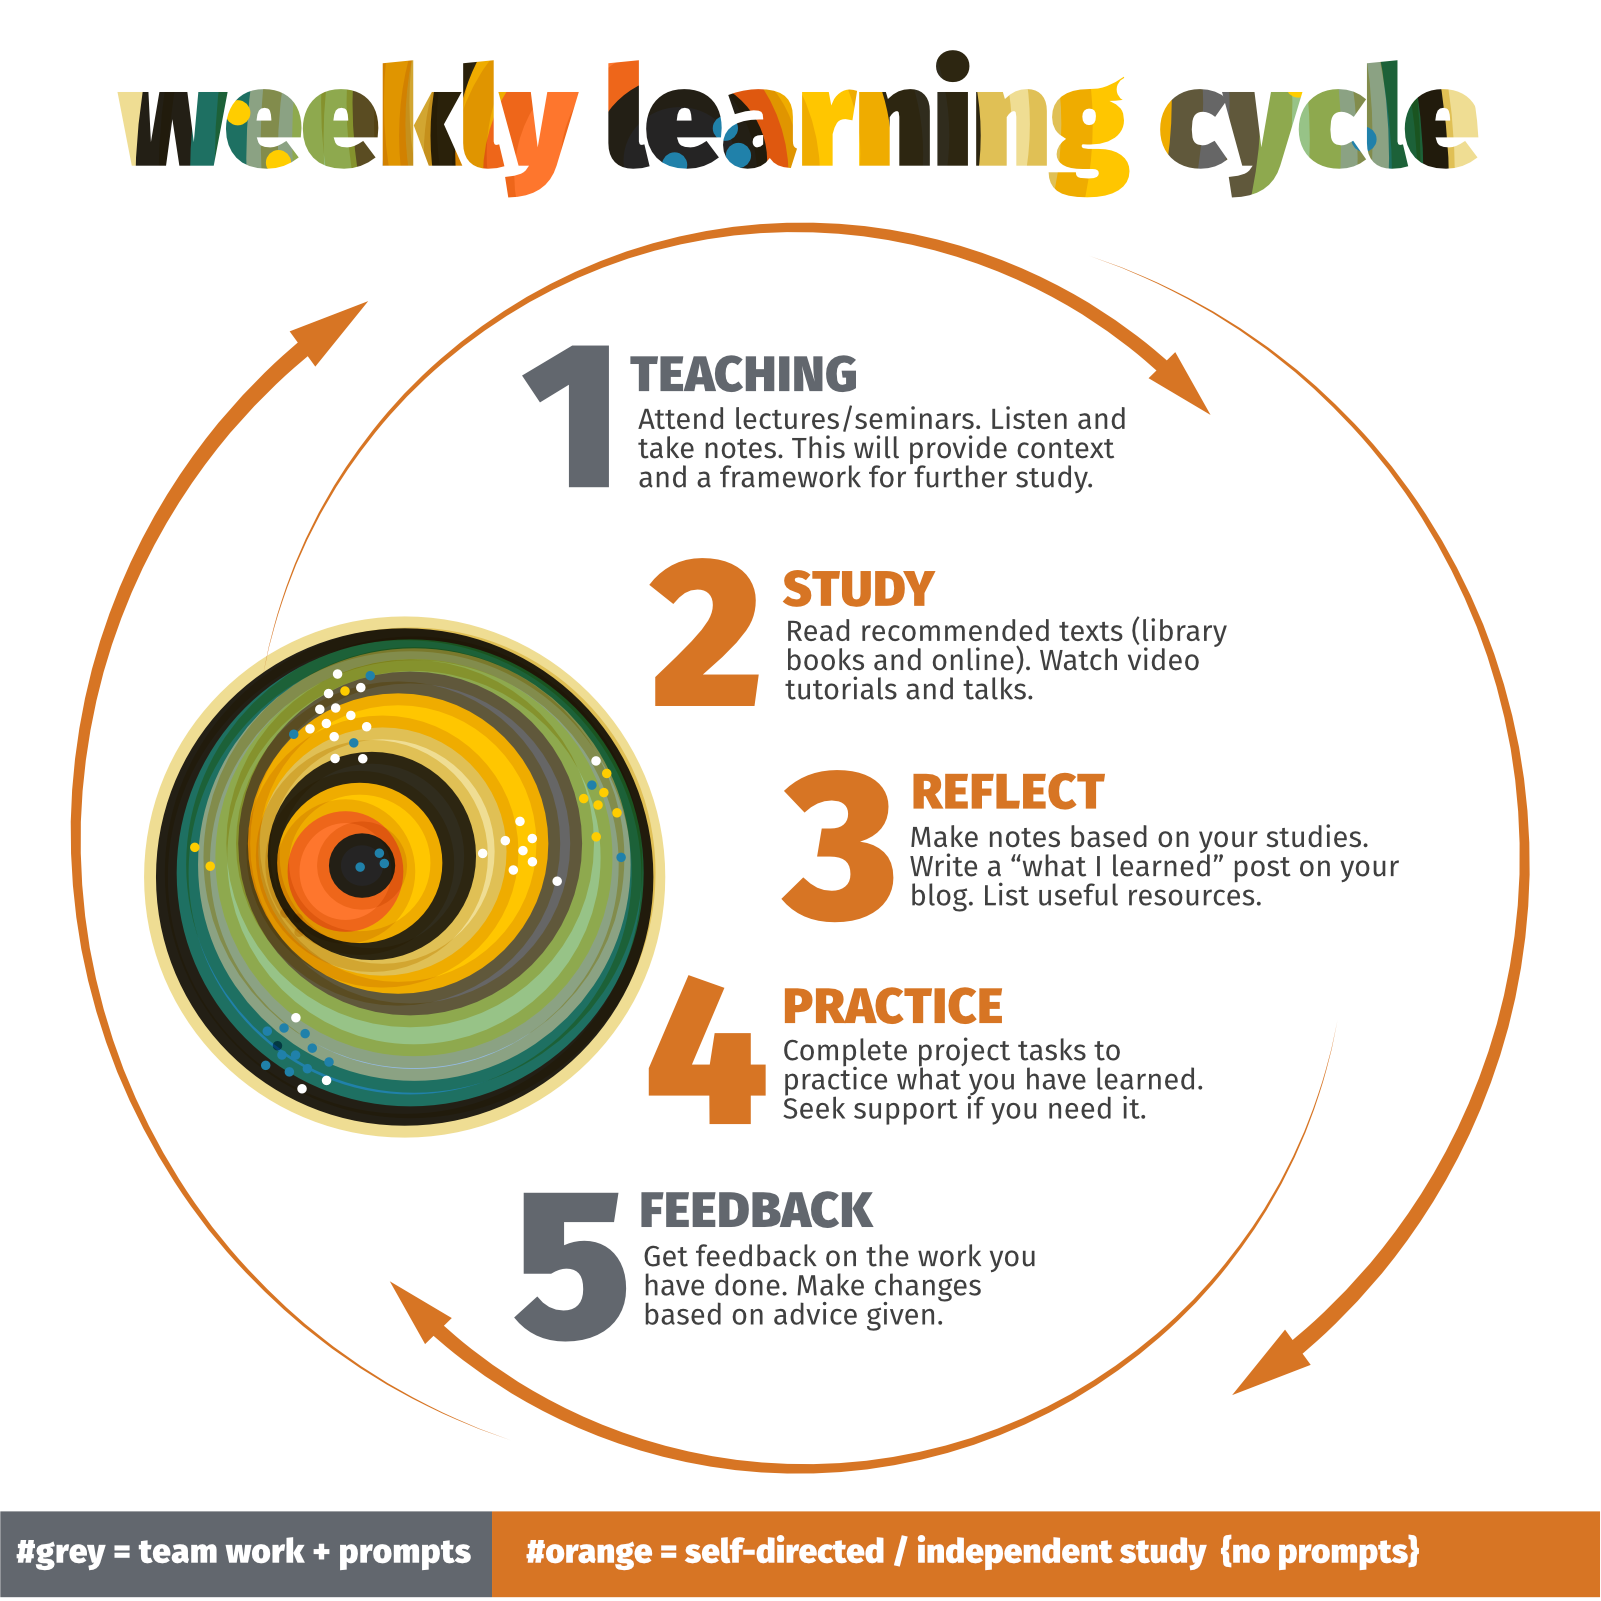 weekly learning cycle
1 TEACHING
Attend lectures/seminars. Listen and
take notes. This will provide context
and a framework for further study.
2 STUDY
Read recommended texts (library
books and online). Watch video
tutorials and talks.
3 REFLECT
Make notes based on your studies.
Write a “what I learned” post on your
blog. List useful resources.
4 PRACTICE
Complete project tasks to
practice what you have learned.
Seek support if you need it.
5 FEEDBACK
Get feedback on the work you
have done. Make changes
based on advice given.
#grey = team work + prompts
#orange = self-directed / independent study {no prompts}